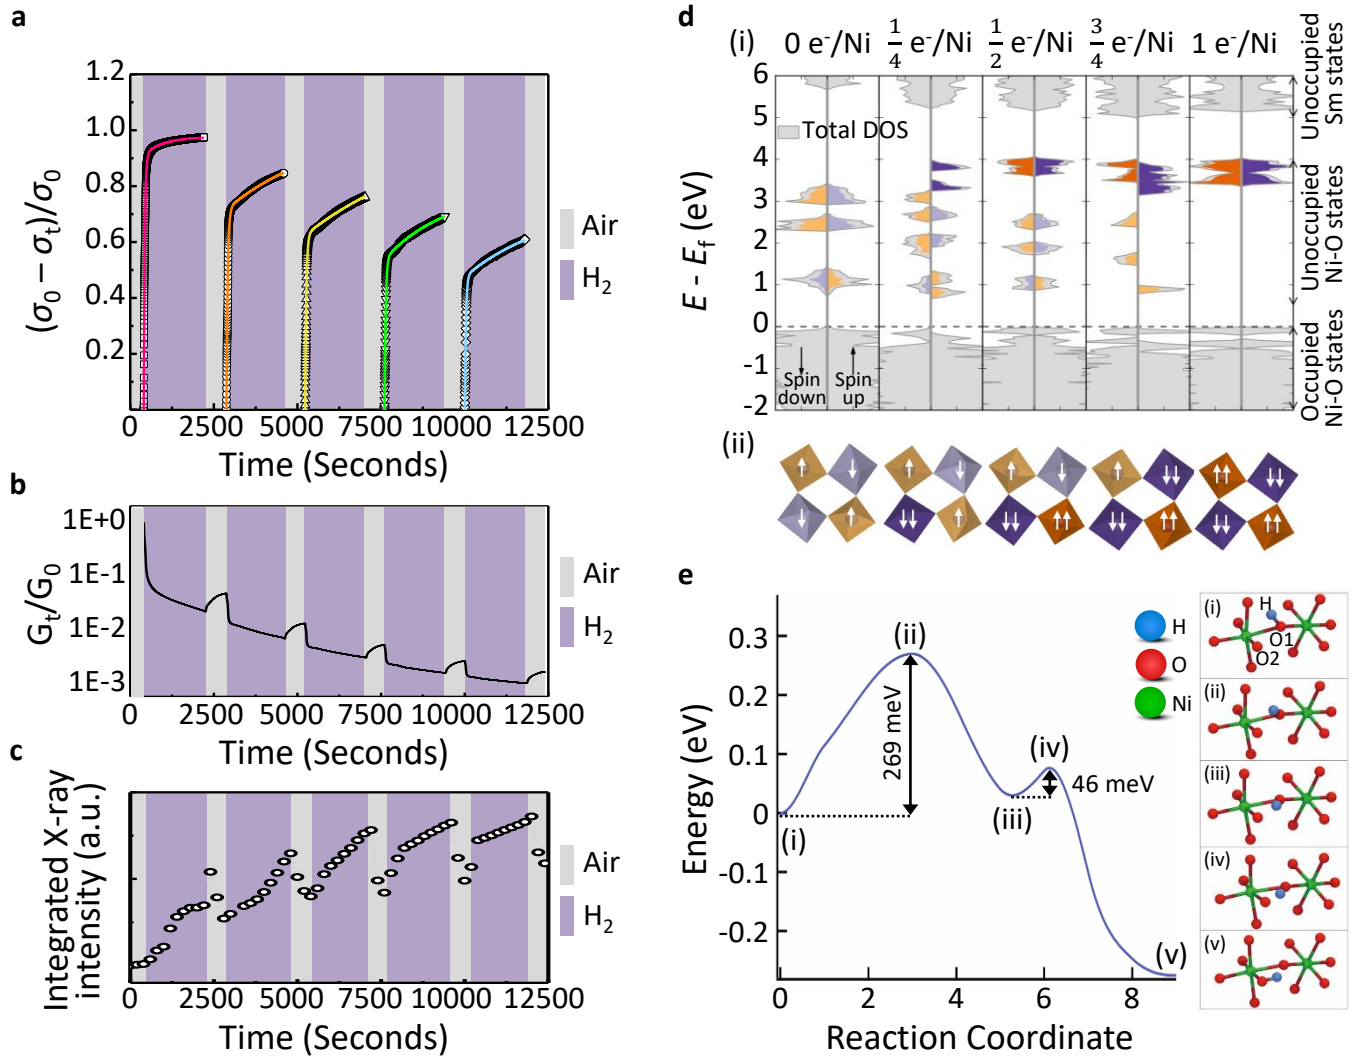 a
1.2
1.0
0.8
0.6
0.4
0.2
(σ₀ – σₜ)/σ₀
0
2500
5000
7500
10000
12500
Time (Seconds)
Air
H₂
b
1E+0
1E-1
1E-2
1E-3
Gₜ/G₀
0
2500
5000
7500
10000
12500
Time (Seconds)
Air
H₂
c
Integrated X-ray
intensity (a.u.)
0
2500
5000
7500
10000
12500
Time (Seconds)
Air
H₂
d
(i)
0 e⁻/Ni
1/4 e⁻/Ni
1/2 e⁻/Ni
3/4 e⁻/Ni
1 e⁻/Ni
6
5
4
3
2
1
0
-1
-2
E - E_f (eV)
Total DOS
Spin
down
Spin
up
Unoccupied
Sm states
Unoccupied
Ni-O states
Occupied
Ni-O states
(ii)
e
0.3
0.2
0.1
0
-0.1
-0.2
Energy (eV)
(i)
(ii)
(iii)
(iv)
(v)
269 meV
46 meV
0
2
4
6
8
Reaction Coordinate
H
O
Ni
(i)
H
O1
O2
(ii)
(iii)
(iv)
(v)